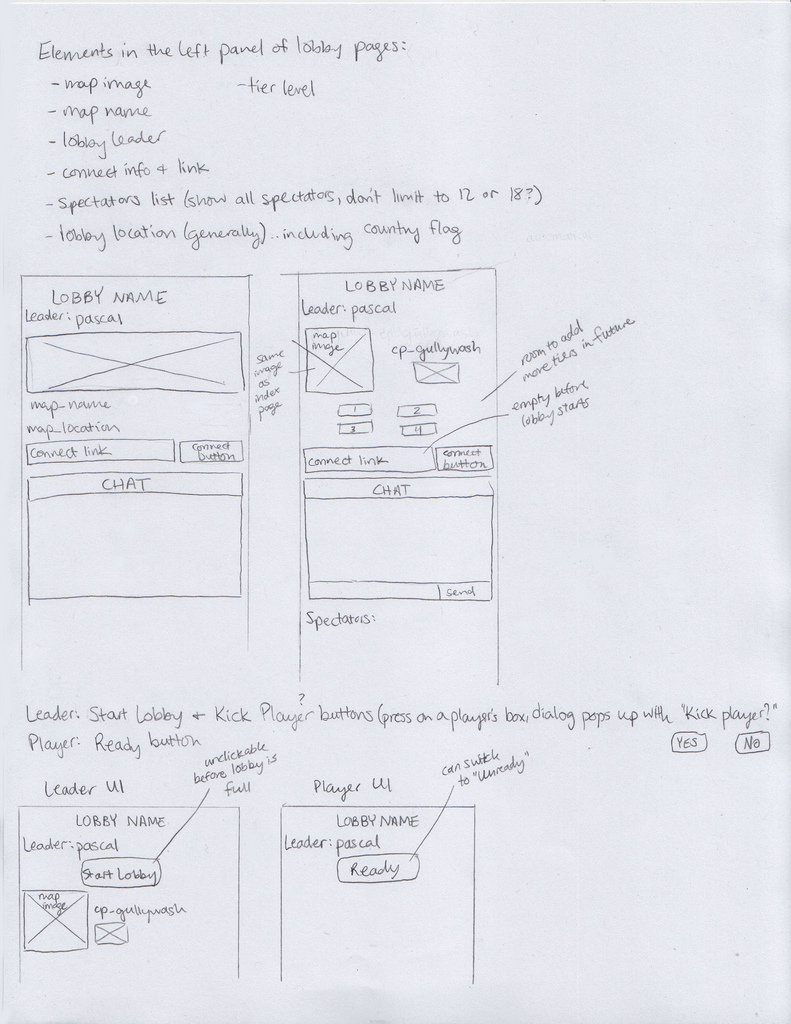 Elements in the left panel of lobby pages:
- map image
- tier level
- map name
- lobby leader
- connect info + link
- Spectators list (show all spectators, don't limit to 12 or 18?)
- lobby location (generally)..including country flag
LOBBY NAME
Leader: pascal
map_name
map_location
connect link
connect
button
CHAT
same
image
as
index
page
LOBBY NAME
Leader: pascal
map
image
cp_gullywash
1
2
3
4
connect link
connect
button
CHAT
send
Spectators:
room to add
more tiers in future
empty before
lobby starts
?
Leader: Start Lobby + Kick Player buttons (press on a player's box, dialog pops up with "Kick player?"
YES
NO
Player: Ready button
Leader UI
unclickable
before lobby is
full
LOBBY NAME
Leader: pascal
Start Lobby
map
image
cp_gullywash
Player UI
can switch
to "Unready"
LOBBY NAME
Leader: pascal
Ready